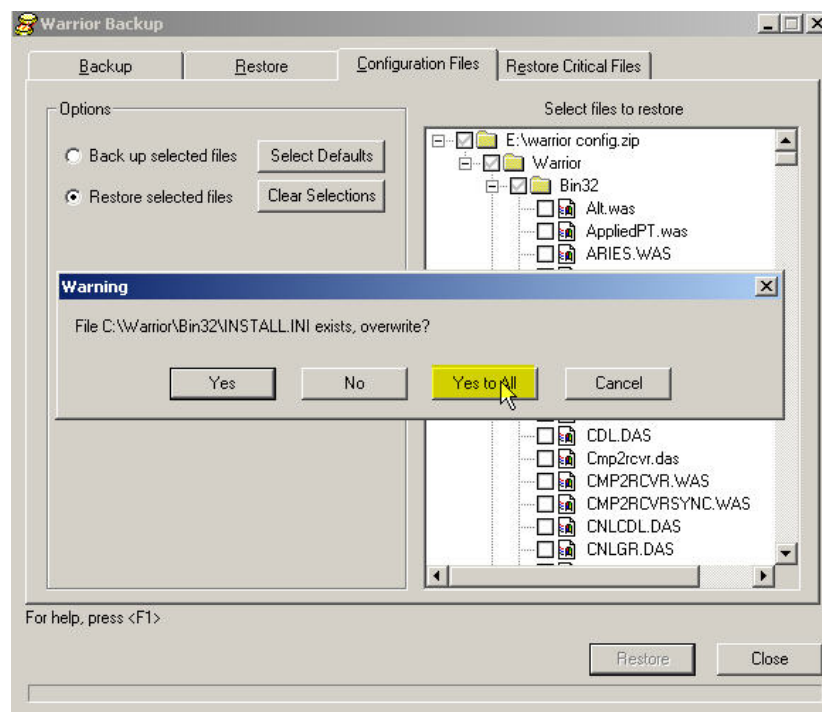 Warrior Backup
Backup Restore Configuration Files Restore Critical Files
Options
Back up selected files Select Defaults
Restore selected files Clear Selections
Select files to restore
E:\warrior config.zip
Warrior
Bin32
Alt.was
AppliedPT.was
ARIES.WAS
Warning
File C:\Warrior\Bin32\INSTALL.INI exists, overwrite?
Yes No Yes to All Cancel
CDL.DAS
Cmp2rcvr.das
CMP2RCVR.WAS
CMP2RCVRSYNC.WAS
CNLCDL.DAS
CNLGR.DAS
For help, press <F1>
Restore Close